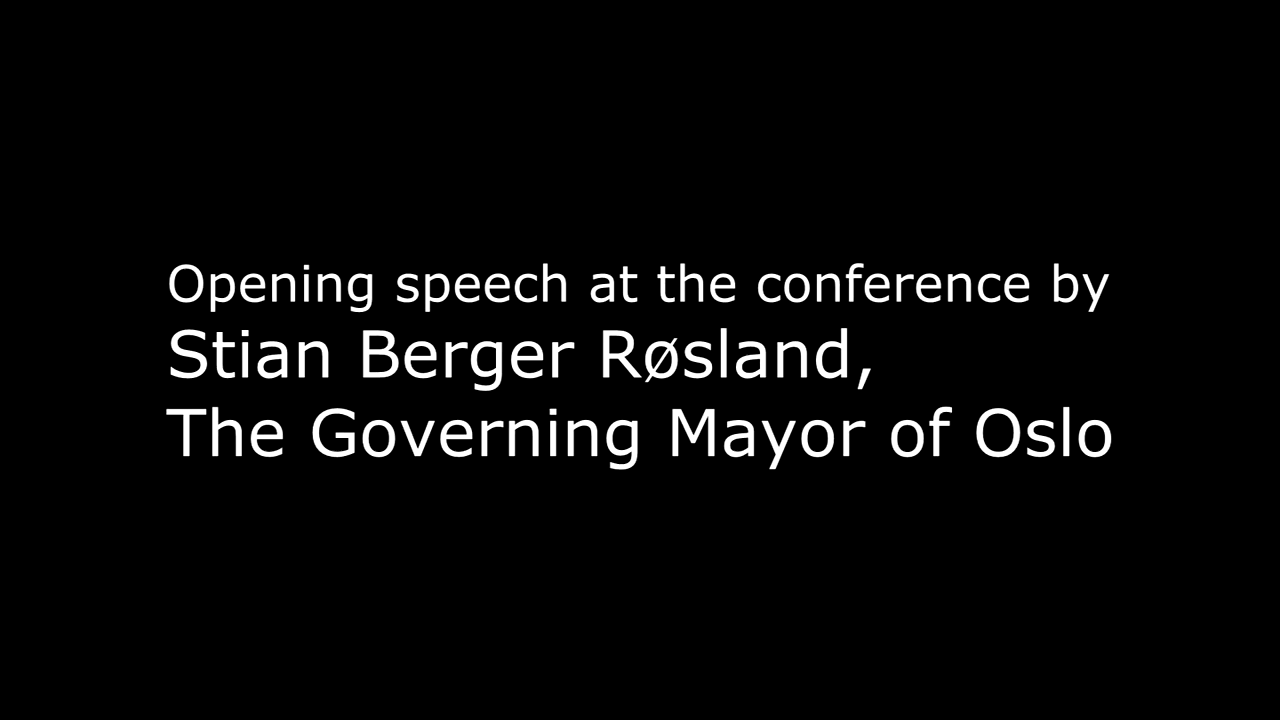 Opening speech at the conference by
Stian Berger Røsland,
The Governing Mayor of Oslo